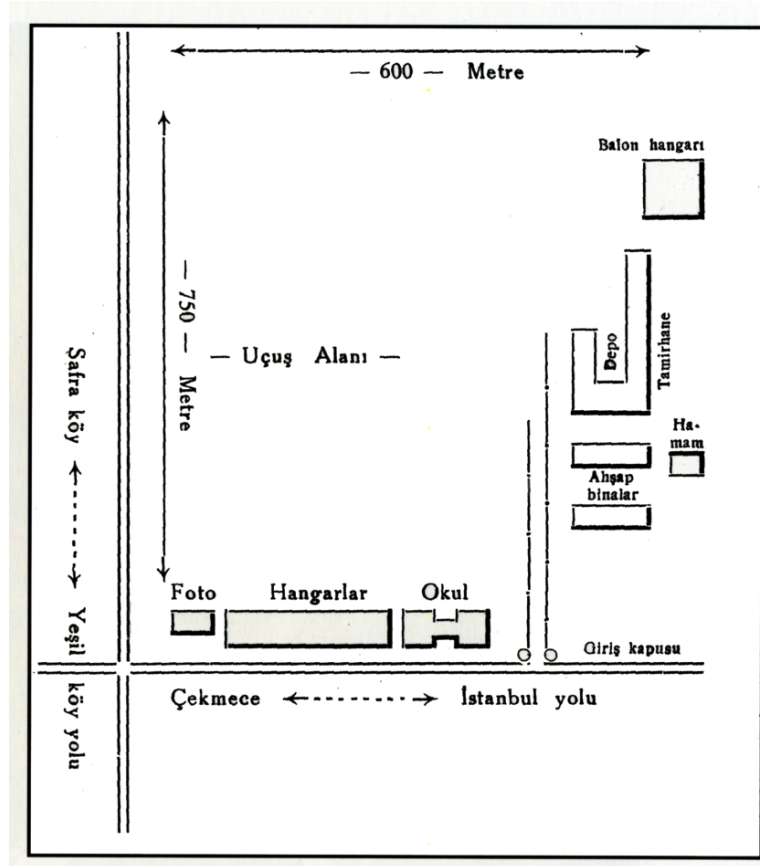 — 600 — Metre
Balon hangarı
— 750 — Metre
— Uçuş Alanı —
Depo
Tamirhane
Şafra köy
Yeşil köy yolu
Ha-
mam
Ahşap
binalar
Foto
Hangarlar
Okul
Giriş kapusu
Çekmece
İstanbul yolu